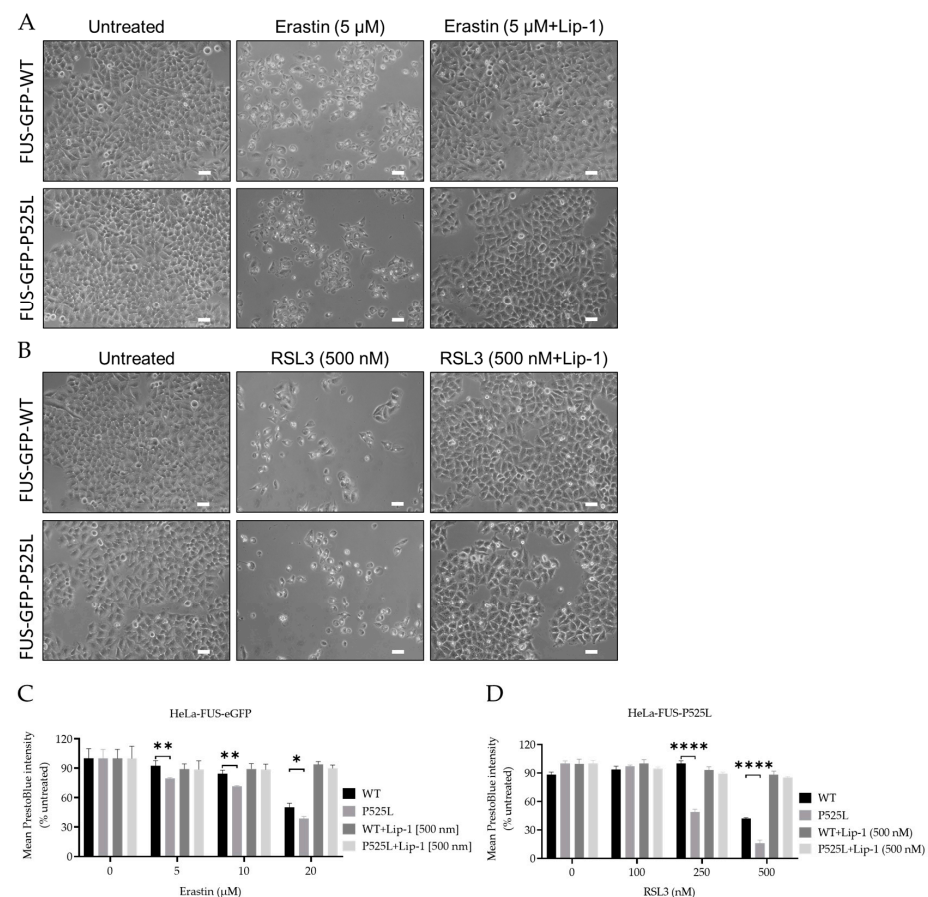 A
Untreated
Erastin (5 µM)
Erastin (5 µM+Lip-1)
FUS-GFP-WT
FUS-GFP-P525L
B
Untreated
RSL3 (500 nM)
RSL3 (500 nM+Lip-1)
FUS-GFP-WT
FUS-GFP-P525L
C
HeLa-FUS-eGFP
Mean PrestoBlue intensity
(% untreated)
120
90
60
30
0
**
**
*
0 5 10 20
Erastin (µM)
WT
P525L
WT+Lip-1 [500 nm]
P525L+Lip-1 [500 nm]
D
HeLa-FUS-P525L
Mean PrestoBlue intensity
(% untreated)
120
90
60
30
0
****
****
0 100 250 500
RSL3 (nM)
WT
P525L
WT+Lip-1 (500 nM)
P525L+Lip-1 (500 nM)